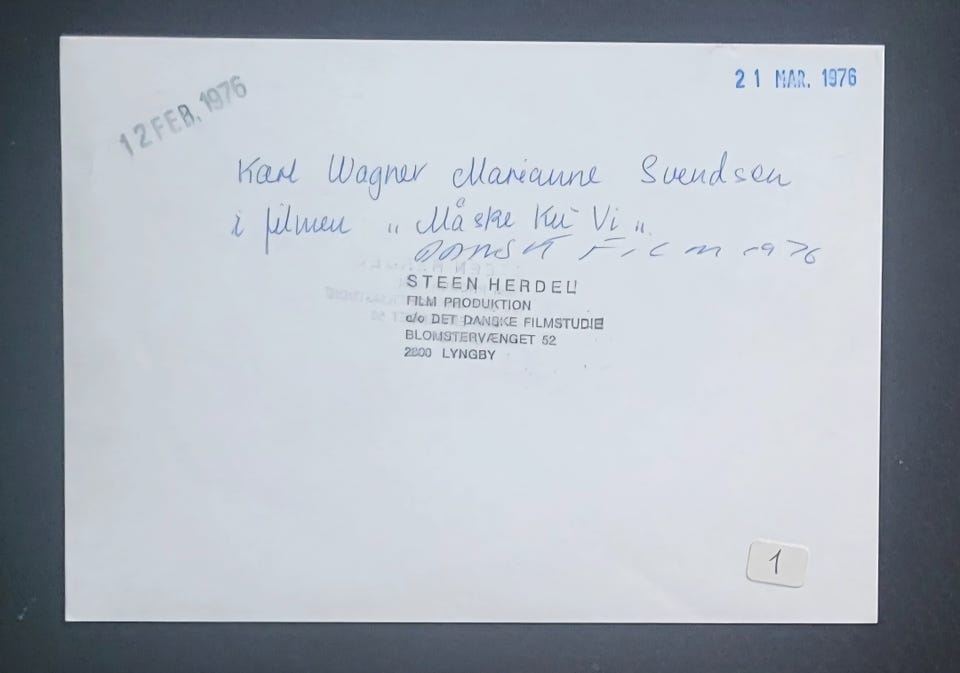 12 FEB. 1976
21 MAR. 1976
Karl Wagner Marianne Svendsen
i filmen „ Måske Ku' Vi „
DANSK FILM 1976
STEEN HERDEL
FILM PRODUKTION
c/o DET DANSKE FILMSTUDIE
BLOMSTERVÆNGET 52
2800 LYNGBY
1